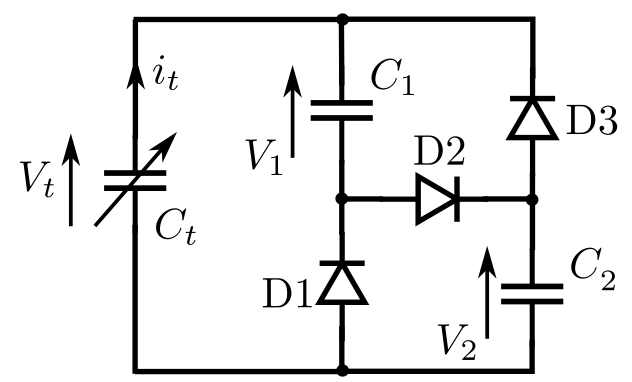 i_t
C_1
D3
V_1
D2
V_t
C_t
D1
C_2
V_2